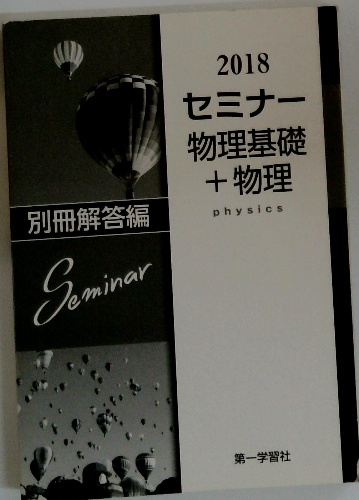 2018
セミナー
物理基礎
+物理
physics
別冊解答編
Seminar
第一学習社